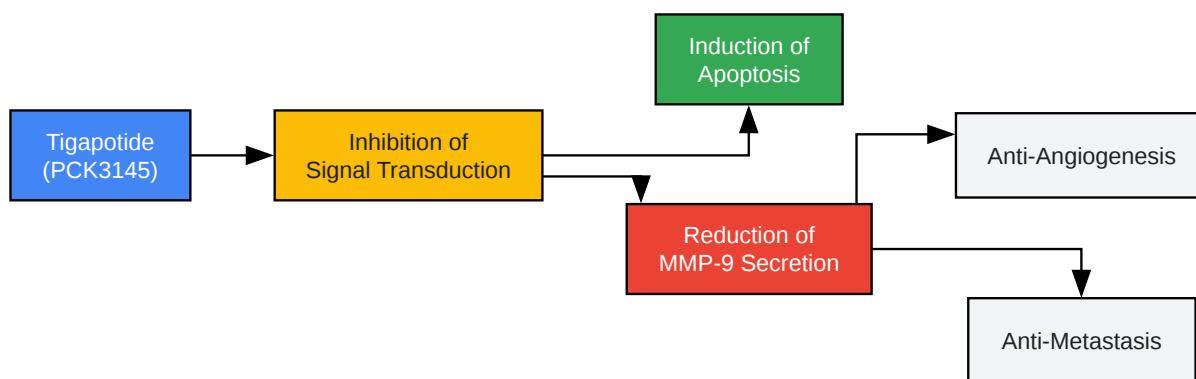 Tigapotide
(PCK3145)
Inhibition of
Signal Transduction
Induction of
Apoptosis
Reduction of
MMP-9 Secretion
Anti-Angiogenesis
Anti-Metastasis